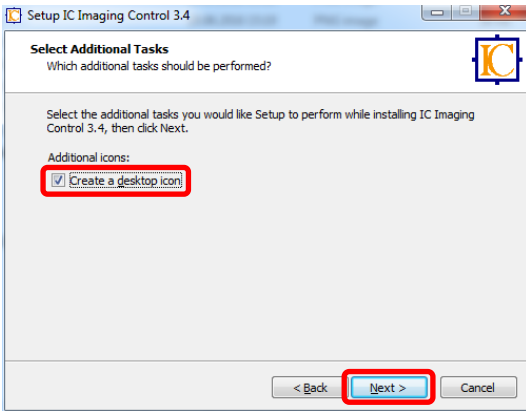 Setup IC Imaging Control 3.4
Select Additional Tasks
Which additional tasks should be performed?
IC
Select the additional tasks you would like Setup to perform while installing IC Imaging
Control 3.4, then click Next.
Additional icons:
Create a desktop icon
< Back
Next >
Cancel